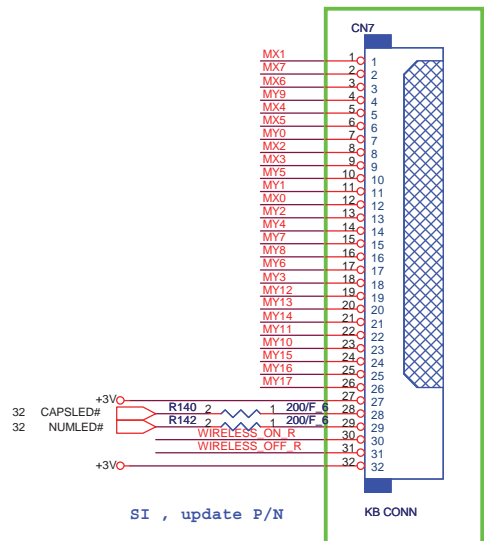 CN7
MX1 1 1
MX7 2 2
MX6 3 3
MY9 4 4
MX4 5 5
MX5 6 6
MY0 7 7
MX2 8 8
MX3 9 9
MY5 10 10
MY1 11 11
MX0 12 12
MY2 13 13
MY4 14 14
MY7 15 15
MY8 16 16
MY6 17 17
MY3 18 18
MY12 19 19
MY13 20 20
MY14 21 21
MY11 22 22
MY10 23 23
MY15 24 24
MY16 25 25
MY17 26 26
+3V 27 27
32 CAPSLED# R140 2 1 200/F_6 28 28
32 NUMLED# R142 2 1 200/F_6 29 29
WIRELESS_ON_R 30 30
WIRELESS_OFF_R 31 31
+3V 32 32
SI , update P/N
KB CONN